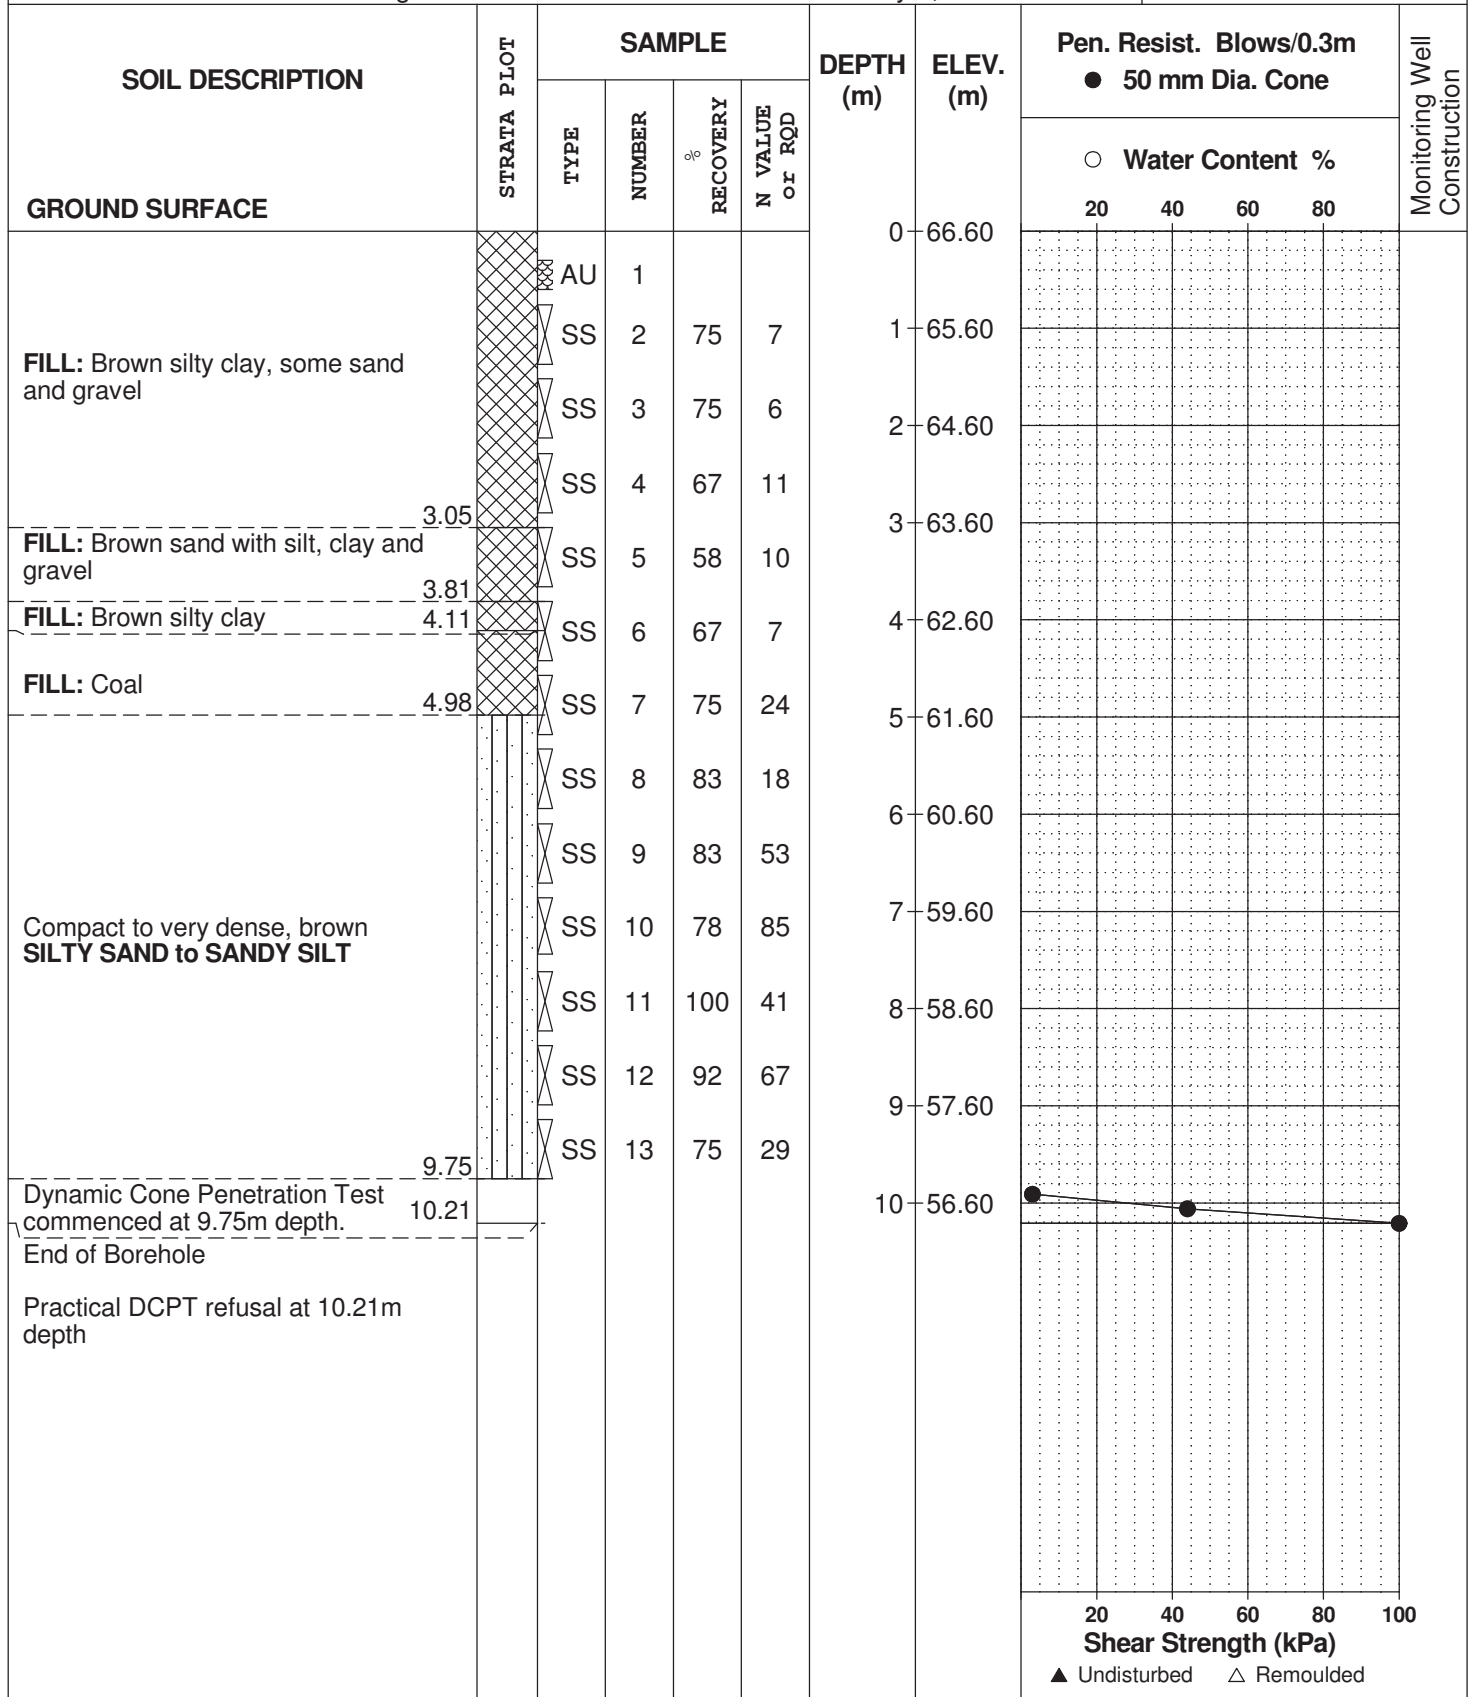 SOIL DESCRIPTION
GROUND SURFACE
STRATA PLOT
SAMPLE
TYPE
NUMBER
% RECOVERY
N VALUE or RQD
DEPTH (m)
ELEV. (m)
Pen. Resist. Blows/0.3m
● 50 mm Dia. Cone
○ Water Content %
20 40 60 80
Monitoring Well Construction
0 66.60
AU 1
SS 2 75 7
1 65.60
FILL: Brown silty clay, some sand
and gravel
SS 3 75 6
2 64.60
SS 4 67 11
3.05
3 63.60
FILL: Brown sand with silt, clay and
gravel
SS 5 58 10
3.81
FILL: Brown silty clay 4.11
SS 6 67 7
4 62.60
FILL: Coal
4.98
SS 7 75 24
5 61.60
SS 8 83 18
6 60.60
SS 9 83 53
7 59.60
Compact to very dense, brown
SILTY SAND to SANDY SILT
SS 10 78 85
SS 11 100 41
8 58.60
SS 12 92 67
9 57.60
SS 13 75 29
9.75
Dynamic Cone Penetration Test
commenced at 9.75m depth. 10.21
10 56.60
End of Borehole
Practical DCPT refusal at 10.21m
depth
20 40 60 80 100
Shear Strength (kPa)
▲ Undisturbed △ Remoulded